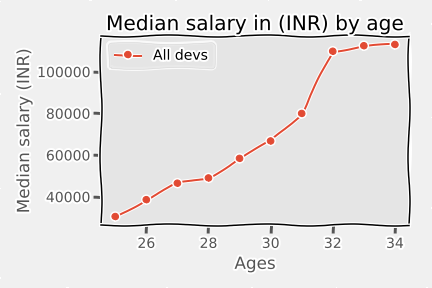 Median salary in (INR) by age
All devs
Median salary (INR)
100000
80000
60000
40000
26 28 30 32 34
Ages